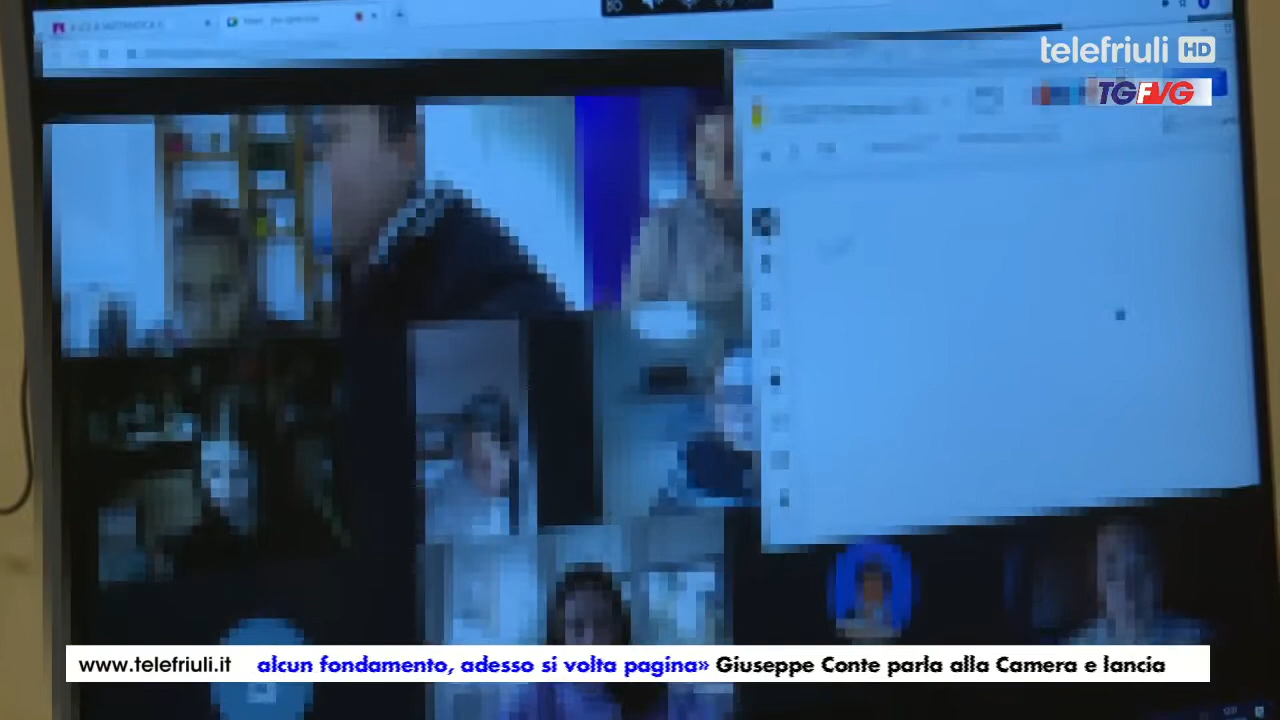 telefriuli HD
TGFVG
www.telefriuli.it alcun fondamento, adesso si volta pagina» Giuseppe Conte parla alla Camera e lancia